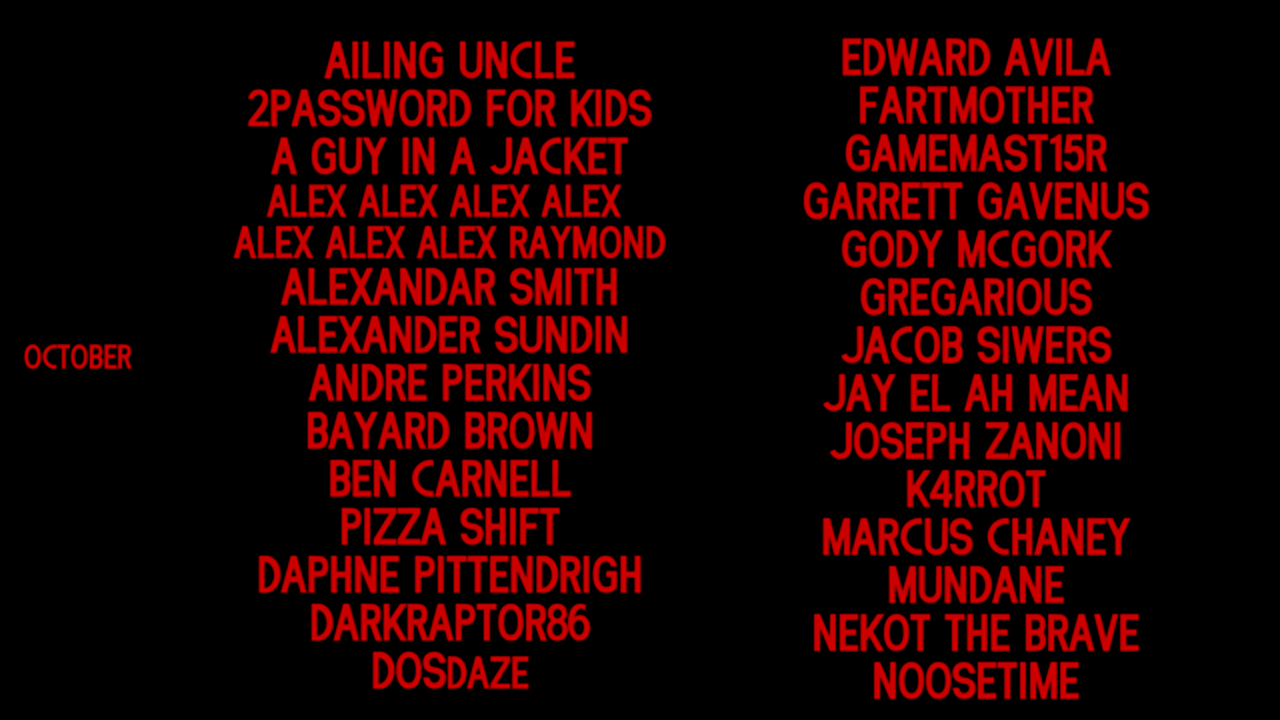 OCTOBER
AILING UNCLE
2PASSWORD FOR KIDS
A GUY IN A JACKET
ALEX ALEX ALEX ALEX
ALEX ALEX ALEX RAYMOND
ALEXANDAR SMITH
ALEXANDER SUNDIN
ANDRE PERKINS
BAYARD BROWN
BEN CARNELL
PIZZA SHIFT
DAPHNE PITTENDRIGH
DARKRAPTOR86
DOSDAZE
EDWARD AVILA
FARTMOTHER
GAMEMAST15R
GARRETT GAVENUS
GODY MCGORK
GREGARIOUS
JACOB SIWERS
JAY EL AH MEAN
JOSEPH ZANONI
K4RROT
MARCUS CHANEY
MUNDANE
NEKOT THE BRAVE
NOOSETIME